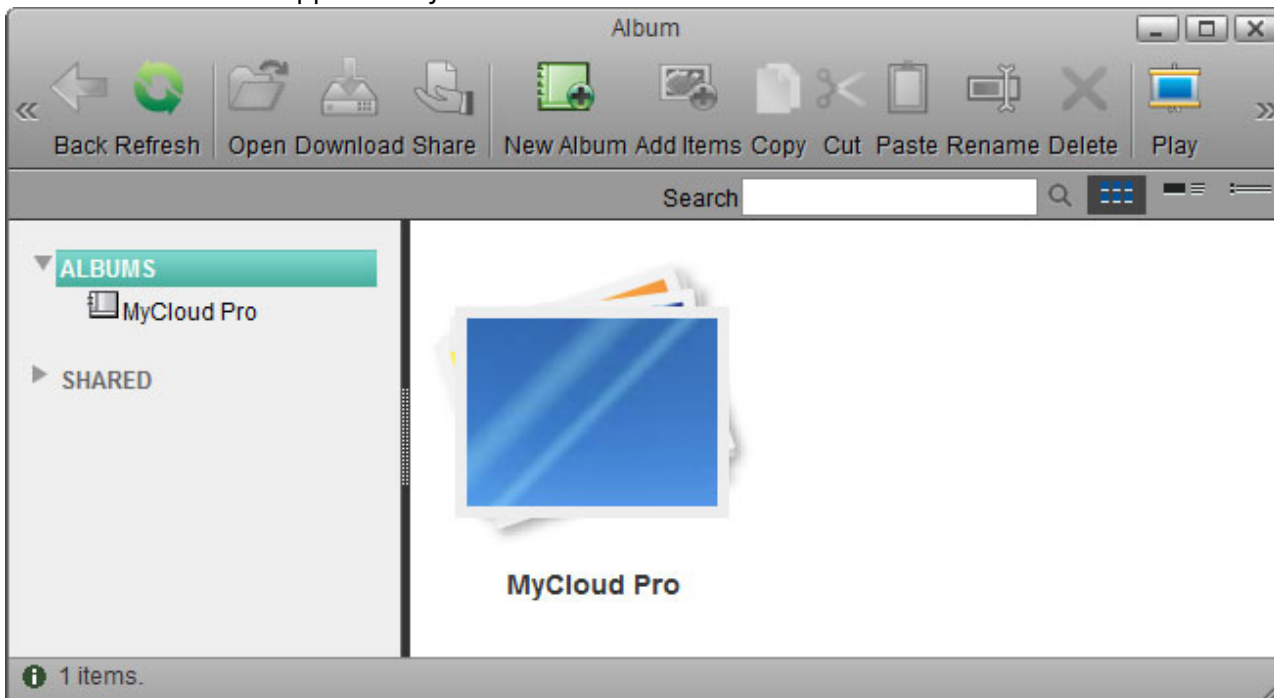 Album
Back Refresh Open Download Share New Album Add Items Copy Cut Paste Rename Delete Play
Search
ALBUMS
MyCloud Pro
SHARED
MyCloud Pro
1 items.